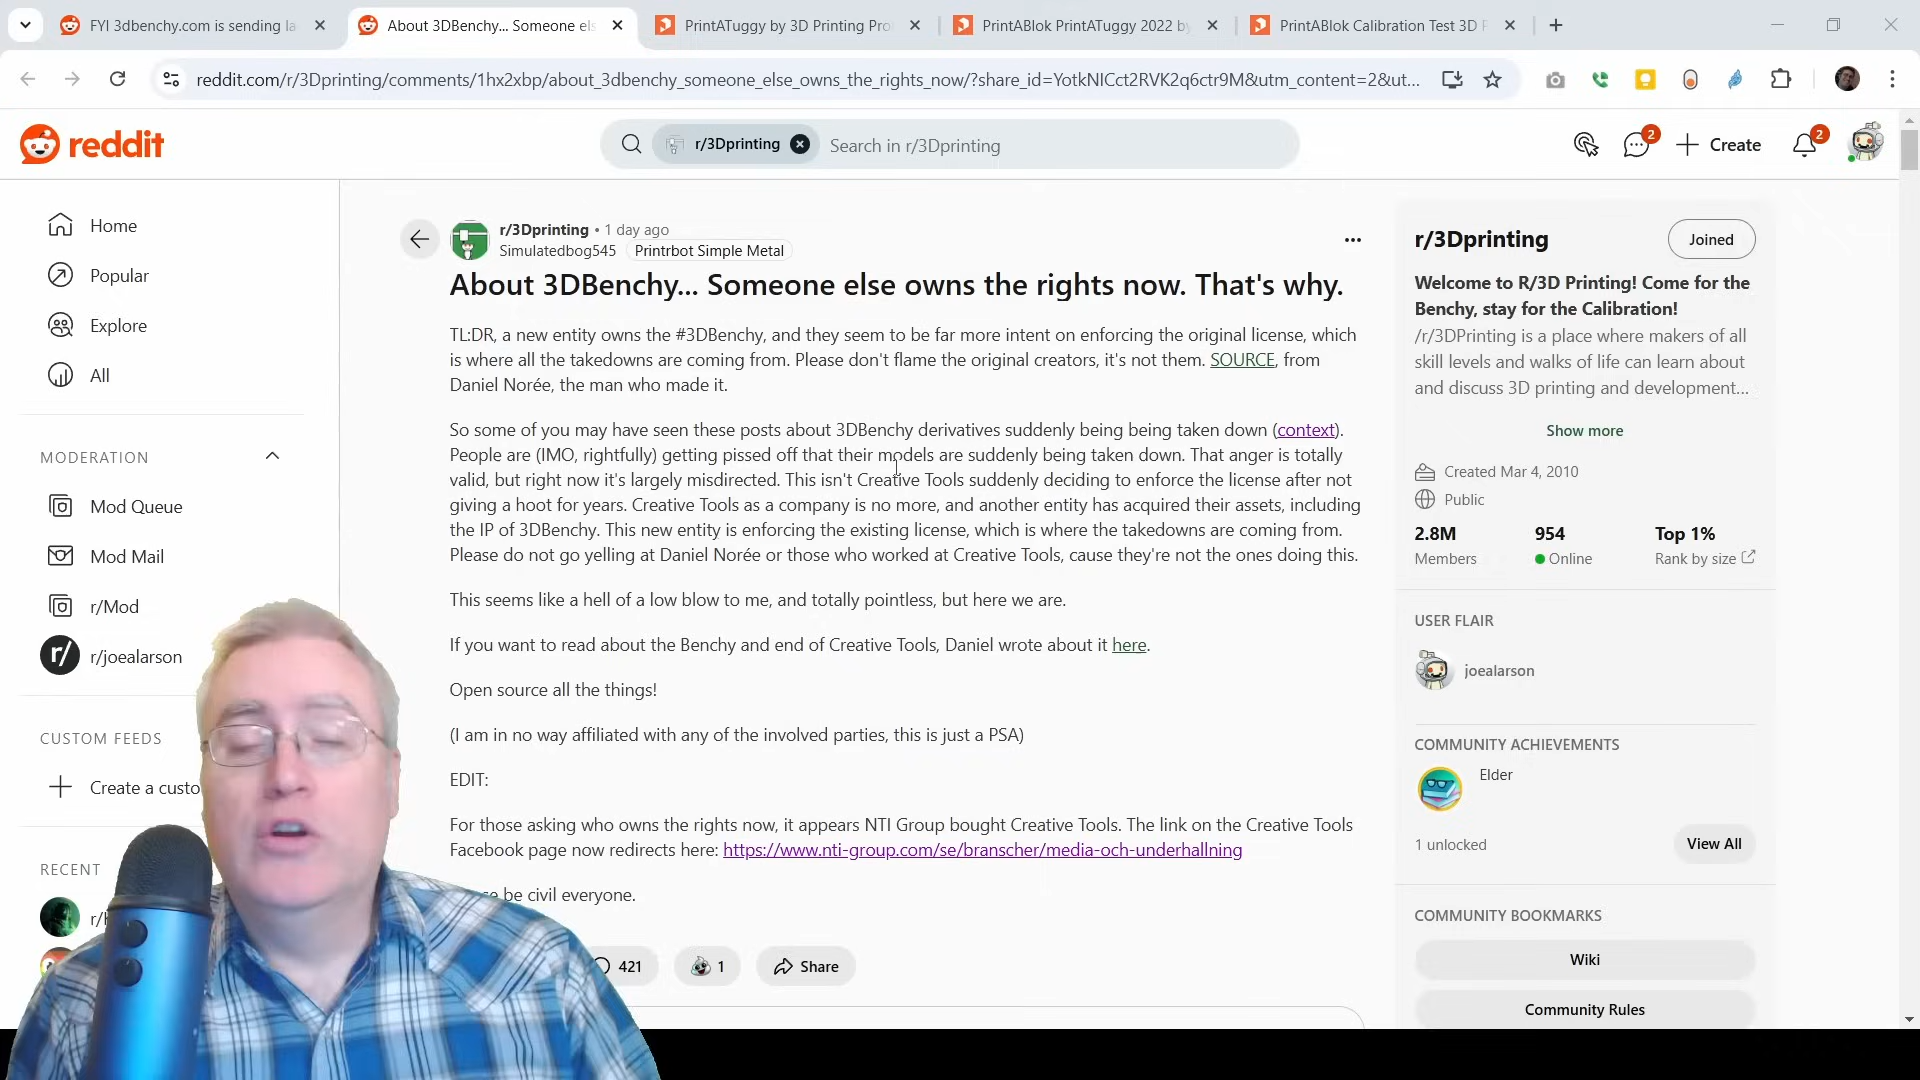 FYI 3dbenchy.com is sending la
About 3DBenchy... Someone els
PrintATuggy by 3D Printing Pro
PrintABlok PrintATuggy 2022 by
PrintABlok Calibration Test 3D P
reddit.com/r/3Dprinting/comments/1hx2xbp/about_3dbenchy_someone_else_owns_the_rights_now/?share_id=YotkNICct2RVK2q6ctr9M&utm_content=2&ut...
reddit
r/3Dprinting
Search in r/3Dprinting
2
Create
2
Home
Popular
Explore
All
MODERATION
Mod Queue
Mod Mail
r/Mod
r/ r/joealarson
CUSTOM FEEDS
Create a custo
RECENT
r/3Dprinting • 1 day ago
Simulatedbog545 Printrbot Simple Metal
About 3DBenchy... Someone else owns the rights now. That's why.
TL:DR, a new entity owns the #3DBenchy, and they seem to be far more intent on enforcing the original license, which
is where all the takedowns are coming from. Please don't flame the original creators, it's not them. SOURCE, from
Daniel Norée, the man who made it.
So some of you may have seen these posts about 3DBenchy derivatives suddenly being being taken down (context).
People are (IMO, rightfully) getting pissed off that their models are suddenly being taken down. That anger is totally
valid, but right now it's largely misdirected. This isn't Creative Tools suddenly deciding to enforce the license after not
giving a hoot for years. Creative Tools as a company is no more, and another entity has acquired their assets, including
the IP of 3DBenchy. This new entity is enforcing the existing license, which is where the takedowns are coming from.
Please do not go yelling at Daniel Norée or those who worked at Creative Tools, cause they're not the ones doing this.
This seems like a hell of a low blow to me, and totally pointless, but here we are.
If you want to read about the Benchy and end of Creative Tools, Daniel wrote about it here.
Open source all the things!
(I am in no way affiliated with any of the involved parties, this is just a PSA)
EDIT:
For those asking who owns the rights now, it appears NTI Group bought Creative Tools. The link on the Creative Tools
Facebook page now redirects here: https://www.nti-group.com/se/branscher/media-och-underhallning
be civil everyone.
421
1
Share
r/3Dprinting
Joined
Welcome to R/3D Printing! Come for the
Benchy, stay for the Calibration!
/r/3DPrinting is a place where makers of all
skill levels and walks of life can learn about
and discuss 3D printing and development...
Show more
Created Mar 4, 2010
Public
2.8M 954 Top 1%
Members Online Rank by size
USER FLAIR
joealarson
COMMUNITY ACHIEVEMENTS
Elder
1 unlocked
View All
COMMUNITY BOOKMARKS
Wiki
Community Rules